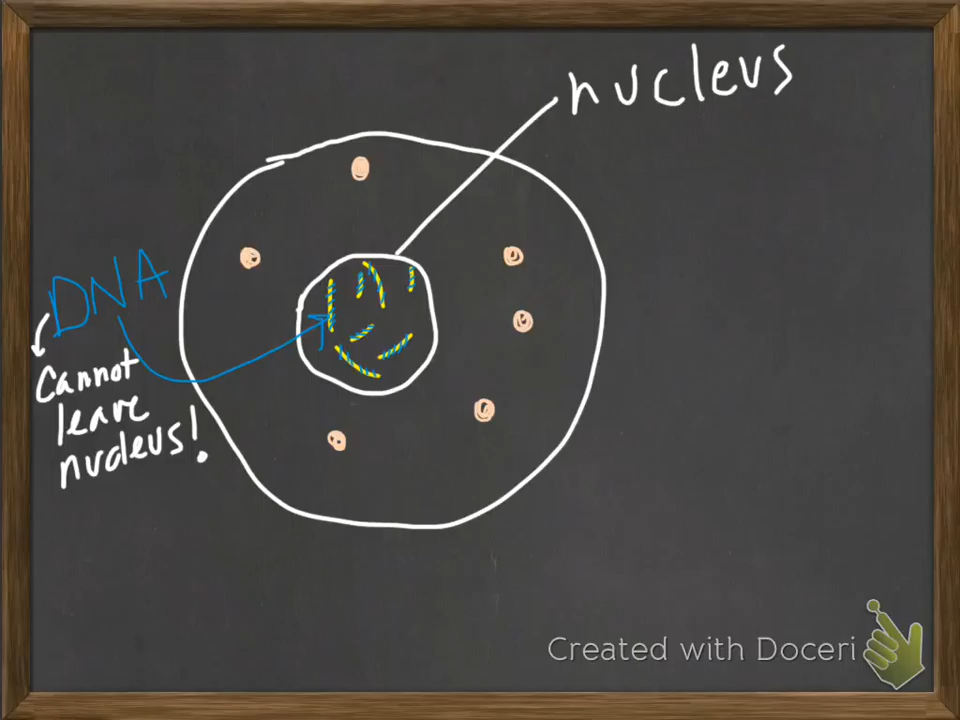 nucleus
DNA
Cannot
leave
nucleus!
Created with Doceri